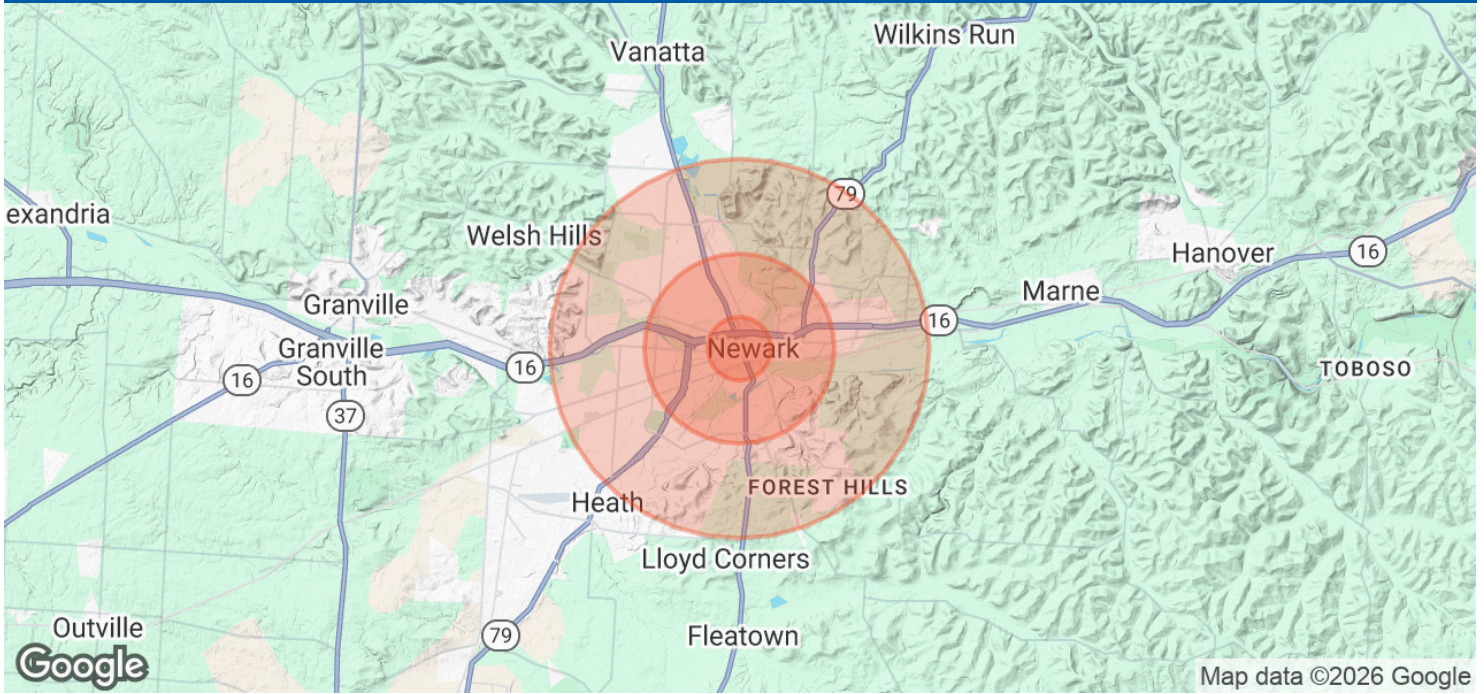 Vanatta
Wilkins Run
79
exandria
Welsh Hills
Hanover
16
Marne
Granville
16
Newark
Granville
South
16
16
TOBOSO
37
FOREST HILLS
Heath
Lloyd Corners
Outville
79
Fleatown
Google
Map data ©2026 Google